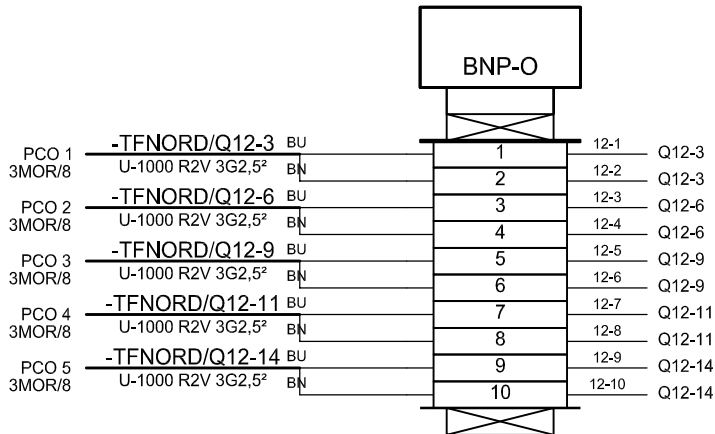 BNP-O
-TFNORD/Q12-3 BU 12-1
PCO 1 1 Q12-3
3MOR/8 U-1000 R2V 3G2,5² BN 12-2
2 Q12-3
-TFNORD/Q12-6 BU 12-3
PCO 2 3 Q12-6
3MOR/8 U-1000 R2V 3G2,5² BN 12-4
4 Q12-6
-TFNORD/Q12-9 BU 12-5
PCO 3 5 Q12-9
3MOR/8 U-1000 R2V 3G2,5² BN 12-6
6 Q12-9
-TFNORD/Q12-11 BU 12-7
PCO 4 7 Q12-11
3MOR/8 U-1000 R2V 3G2,5² BN 12-8
8 Q12-11
-TFNORD/Q12-14 BU 12-9
PCO 5 9 Q12-14
3MOR/8 U-1000 R2V 3G2,5² BN 12-10
10 Q12-14